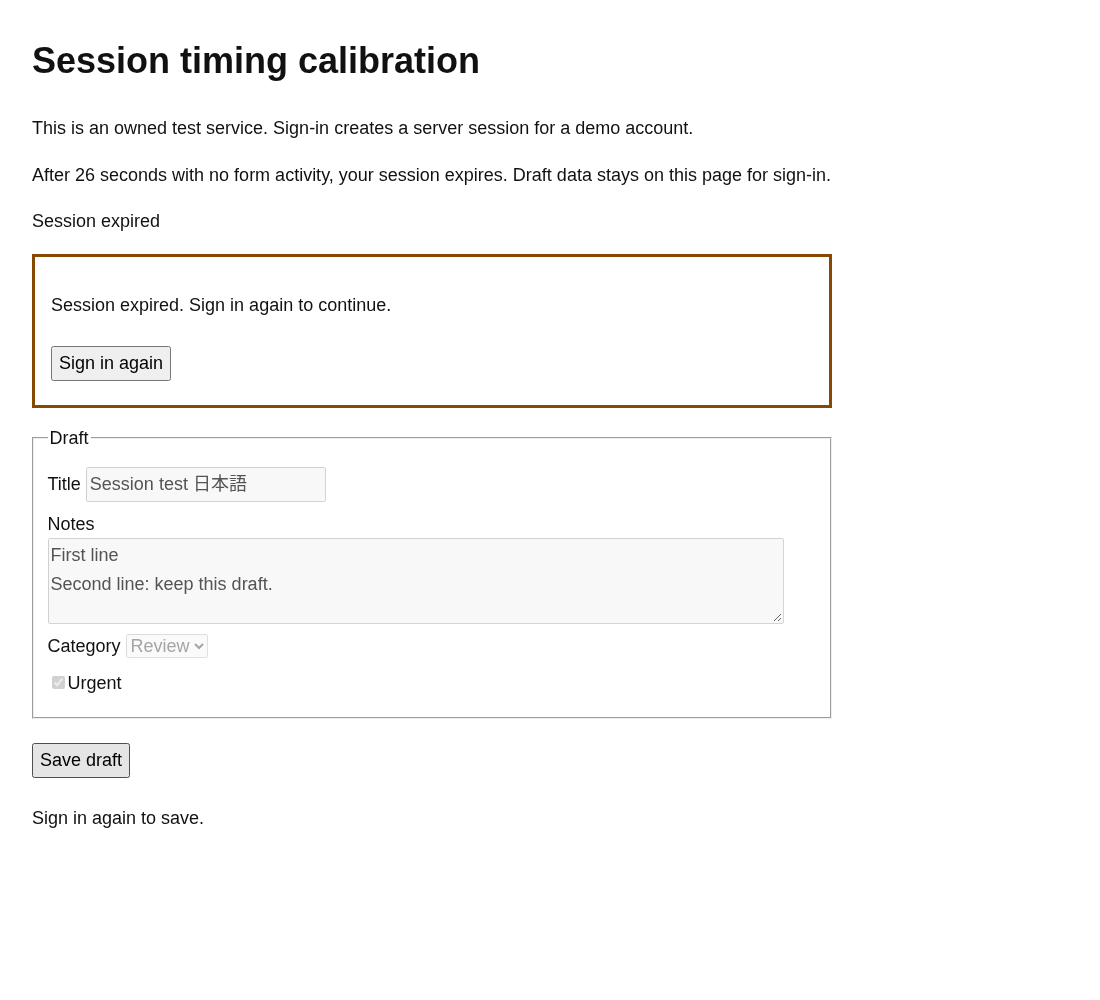 Session timing calibration
This is an owned test service. Sign-in creates a server session for a demo account.
After 26 seconds with no form activity, your session expires. Draft data stays on this page for sign-in.
Session expired
Session expired. Sign in again to continue.
Sign in again
Draft
Title Session test 日本語
Notes
First line
Second line: keep this draft.
Category Review
Urgent
Save draft
Sign in again to save.